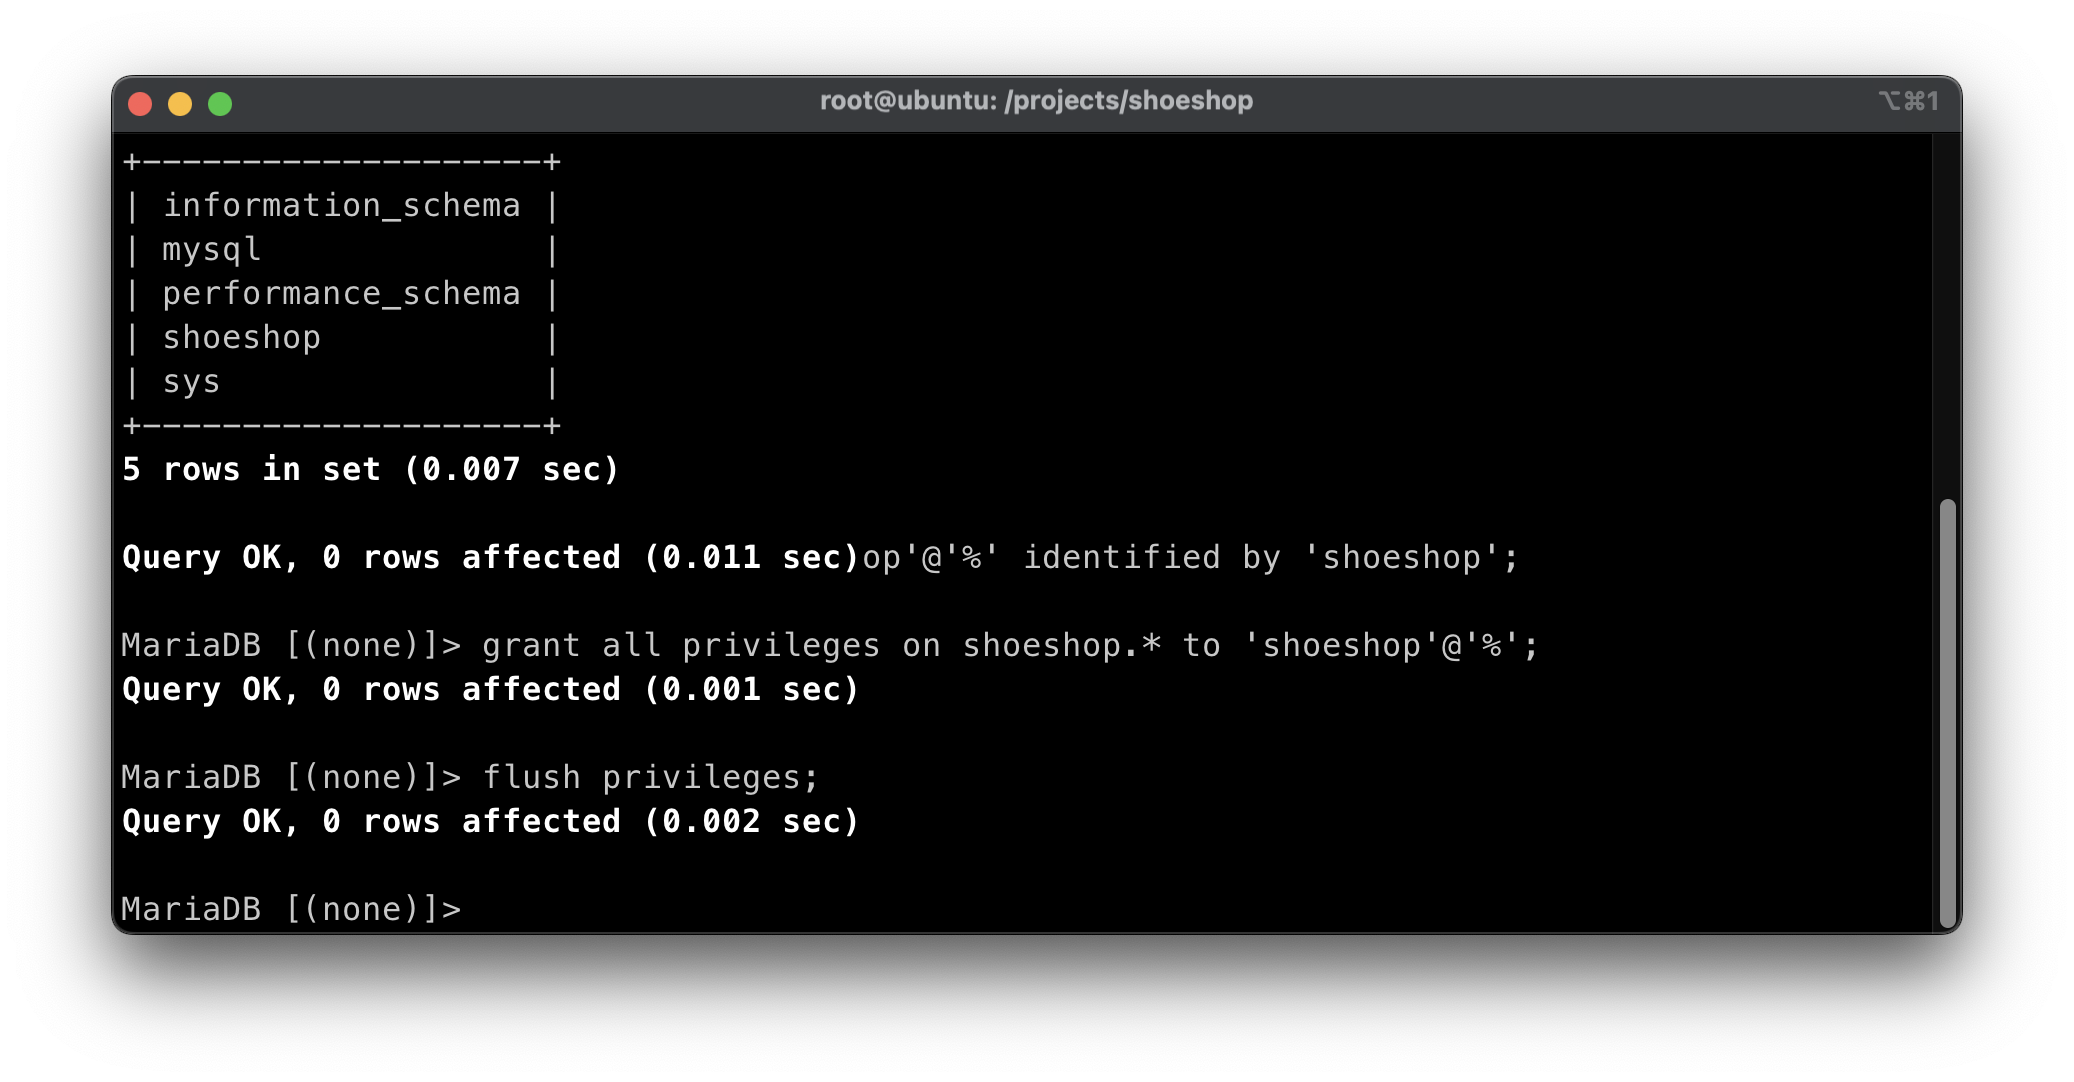 root@ubuntu: /projects/shoeshop
⌥⌘1
+--------------------+
| information_schema |
| mysql              |
| performance_schema |
| shoeshop           |
| sys                |
+--------------------+
5 rows in set (0.007 sec)
Query OK, 0 rows affected (0.011 sec)op'@'%' identified by 'shoeshop';
MariaDB [(none)]> grant all privileges on shoeshop.* to 'shoeshop'@'%';
Query OK, 0 rows affected (0.001 sec)
MariaDB [(none)]> flush privileges;
Query OK, 0 rows affected (0.002 sec)
MariaDB [(none)]>